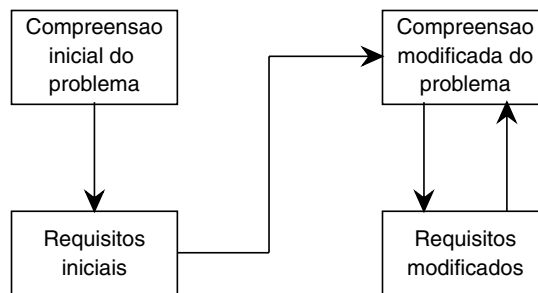 Compreensao
inicial do
problema
Compreensao
modificada do
problema
Requisitos
iniciais
Requisitos
modificados